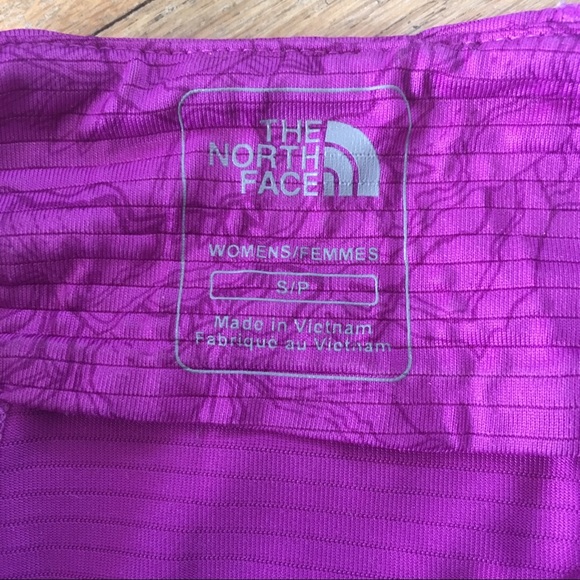 THE
NORTH
FACE
WOMENS/FEMMES
S/P
Made in Vietnam
Fabriqué au Vietnam